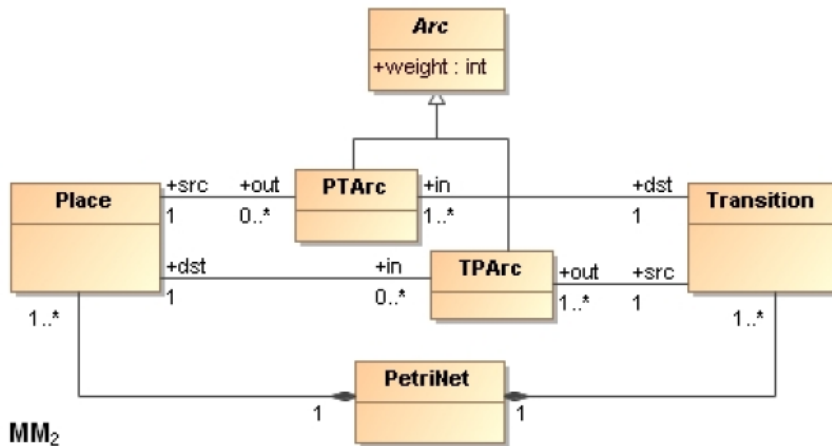 Arc
+weight : int
+src +out PTArc +in +dst
Place Transition
1 0..* 1..* 1
+dst +in TPArc +out +src
1 0..* 1..* 1
1..* 1..*
PetriNet
1 1
MM₂